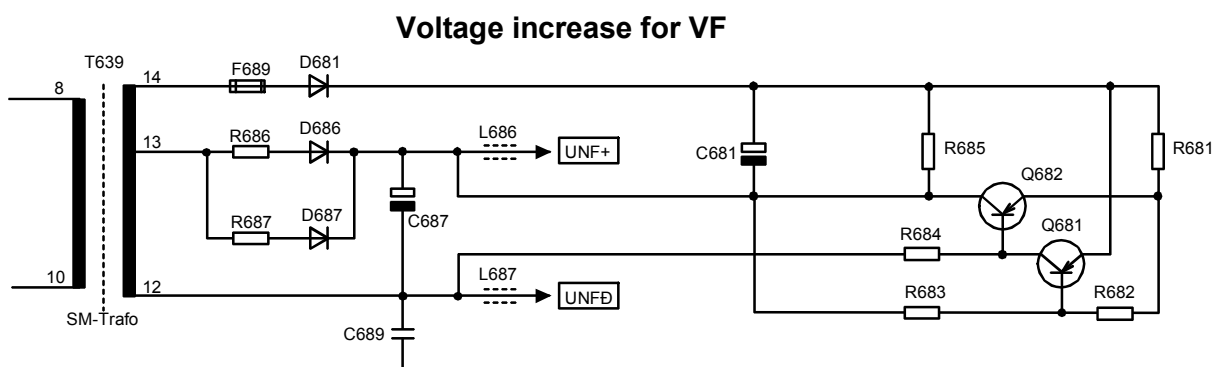 Voltage increase for VF
T639
14
F689
D681
8
13
R686
D686
L686
UNF+
C681
R685
R681
Q682
R687
D687
C687
R684
Q681
10
12
L687
UNFĐ
R683
R682
SM-Trafo
C689